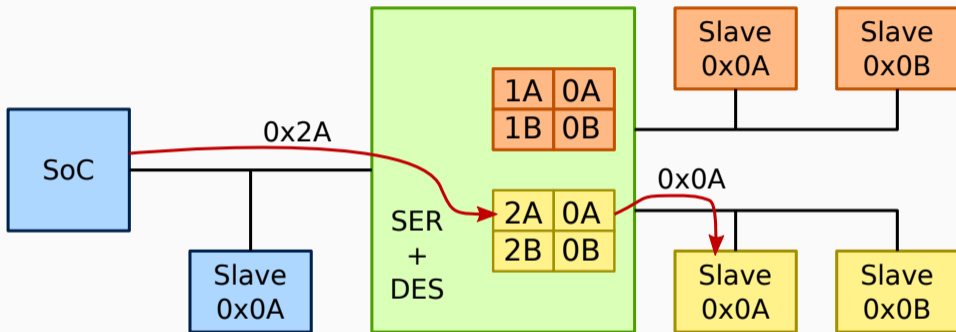 Slave
0x0A
Slave
0x0B
1A 0A
1B 0B
0x2A
SoC
0x0A
2A 0A
2B 0B
SER
+
DES
Slave
0x0A
Slave
0x0A
Slave
0x0B